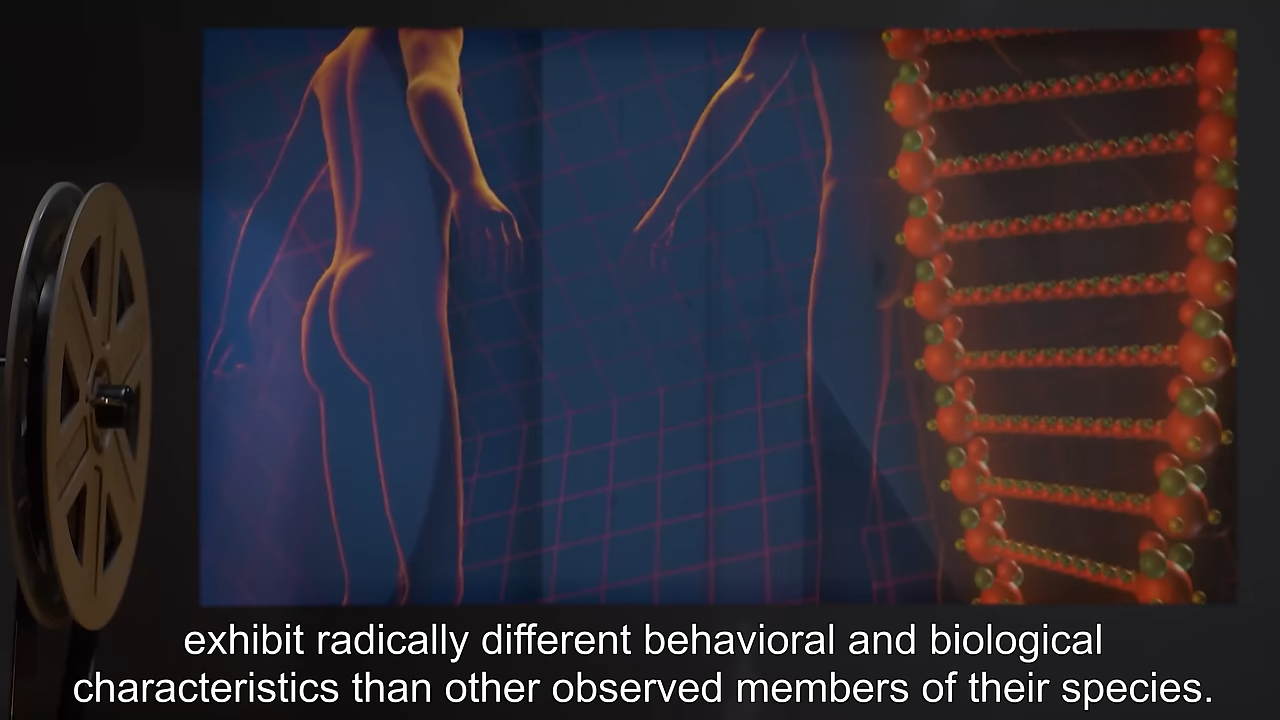 exhibit radically different behavioral and biological
characteristics than other observed members of their species.